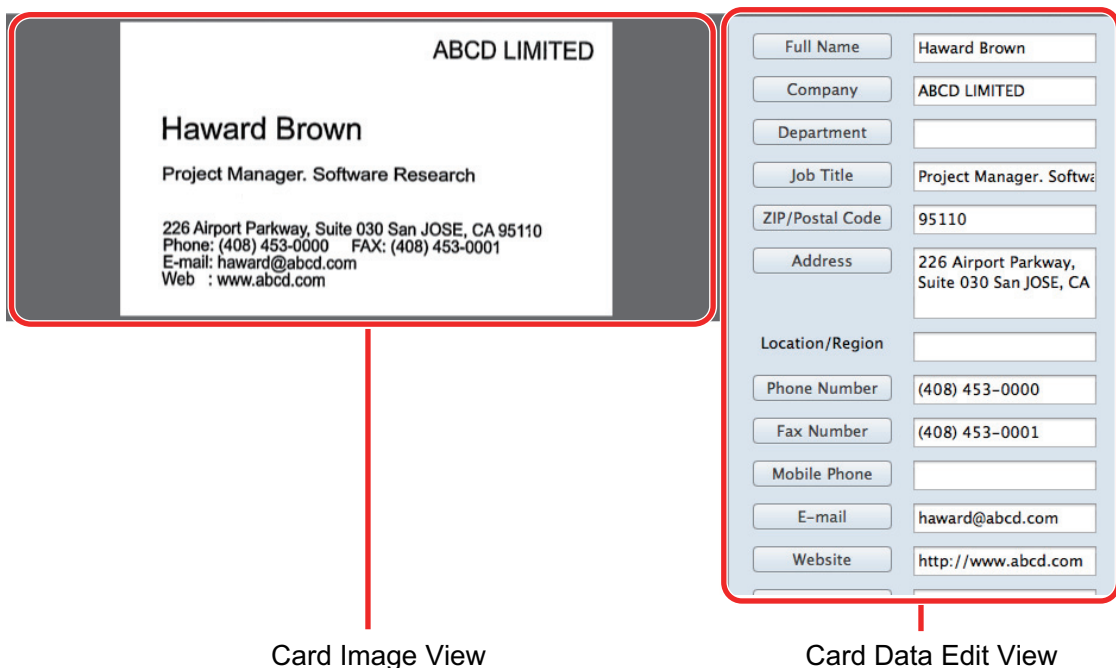 ABCD LIMITED
Haward Brown
Project Manager. Software Research
226 Airport Parkway, Suite 030 San JOSE, CA 95110
Phone: (408) 453-0000 FAX: (408) 453-0001
E-mail: haward@abcd.com
Web : www.abcd.com
Full Name Haward Brown
Company ABCD LIMITED
Department
Job Title Project Manager. Softwa
ZIP/Postal Code 95110
Address 226 Airport Parkway,
Suite 030 San JOSE, CA
Location/Region
Phone Number (408) 453-0000
Fax Number (408) 453-0001
Mobile Phone
E-mail haward@abcd.com
Website http://www.abcd.com
Card Image View
Card Data Edit View